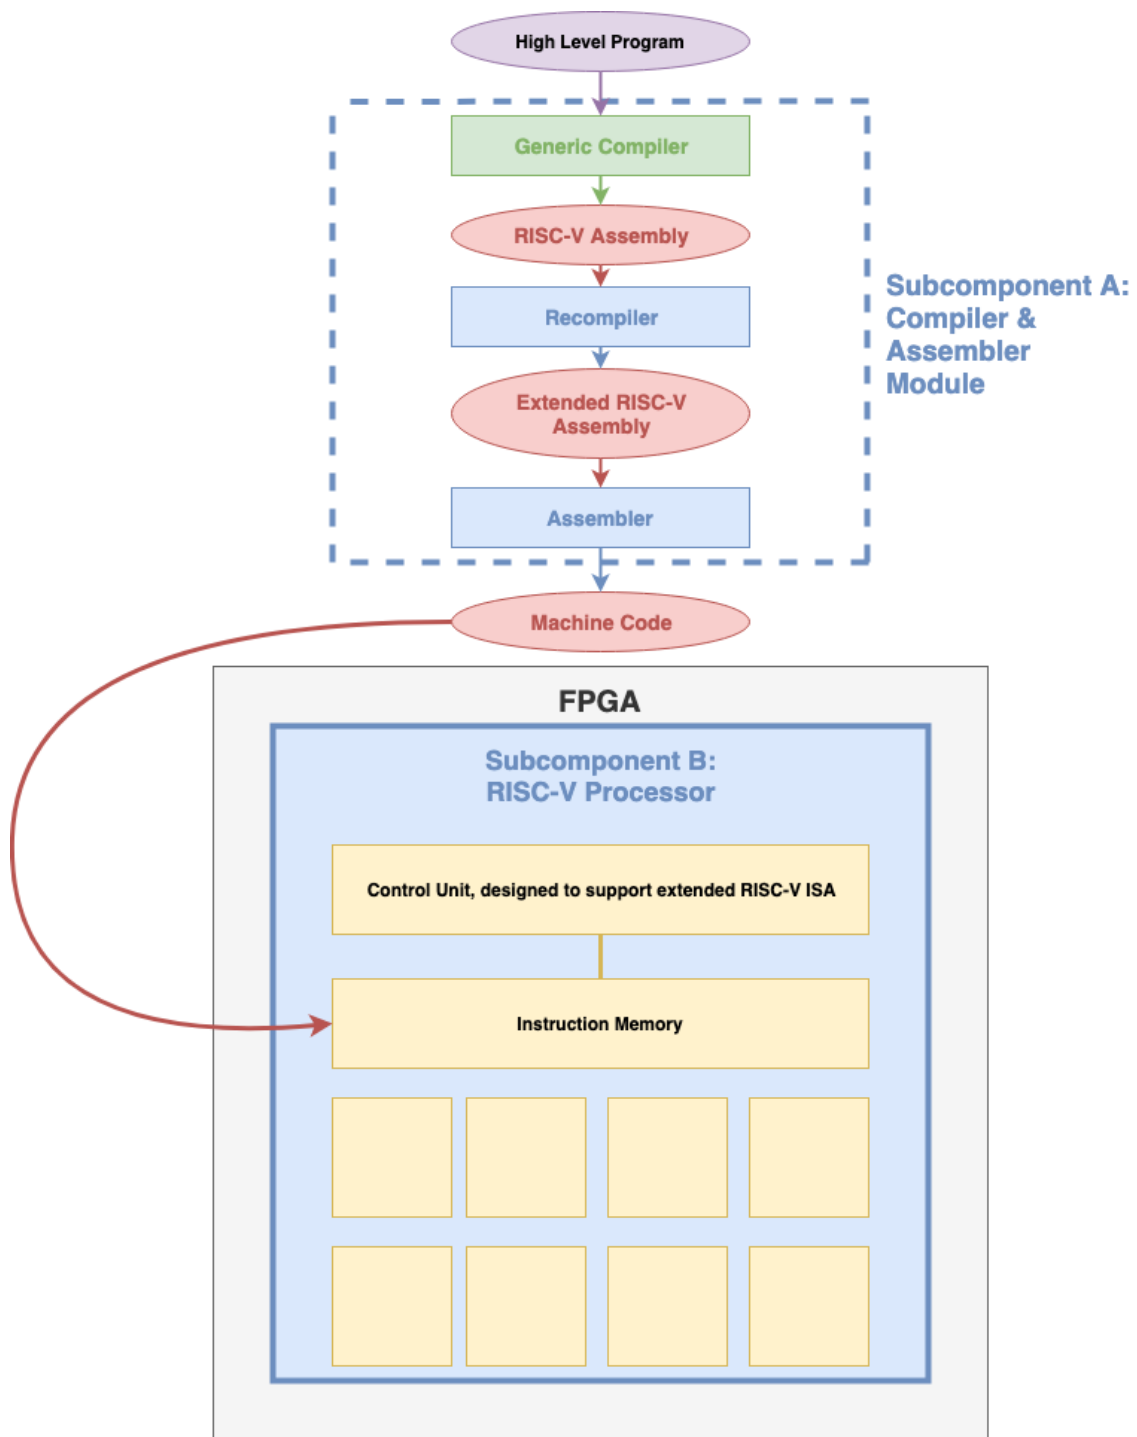 High Level Program
Generic Compiler
RISC-V Assembly
Recompiler
Extended RISC-V
Assembly
Assembler
Subcomponent A:
Compiler &
Assembler
Module
Machine Code
FPGA
Subcomponent B:
RISC-V Processor
Control Unit, designed to support extended RISC-V ISA
Instruction Memory